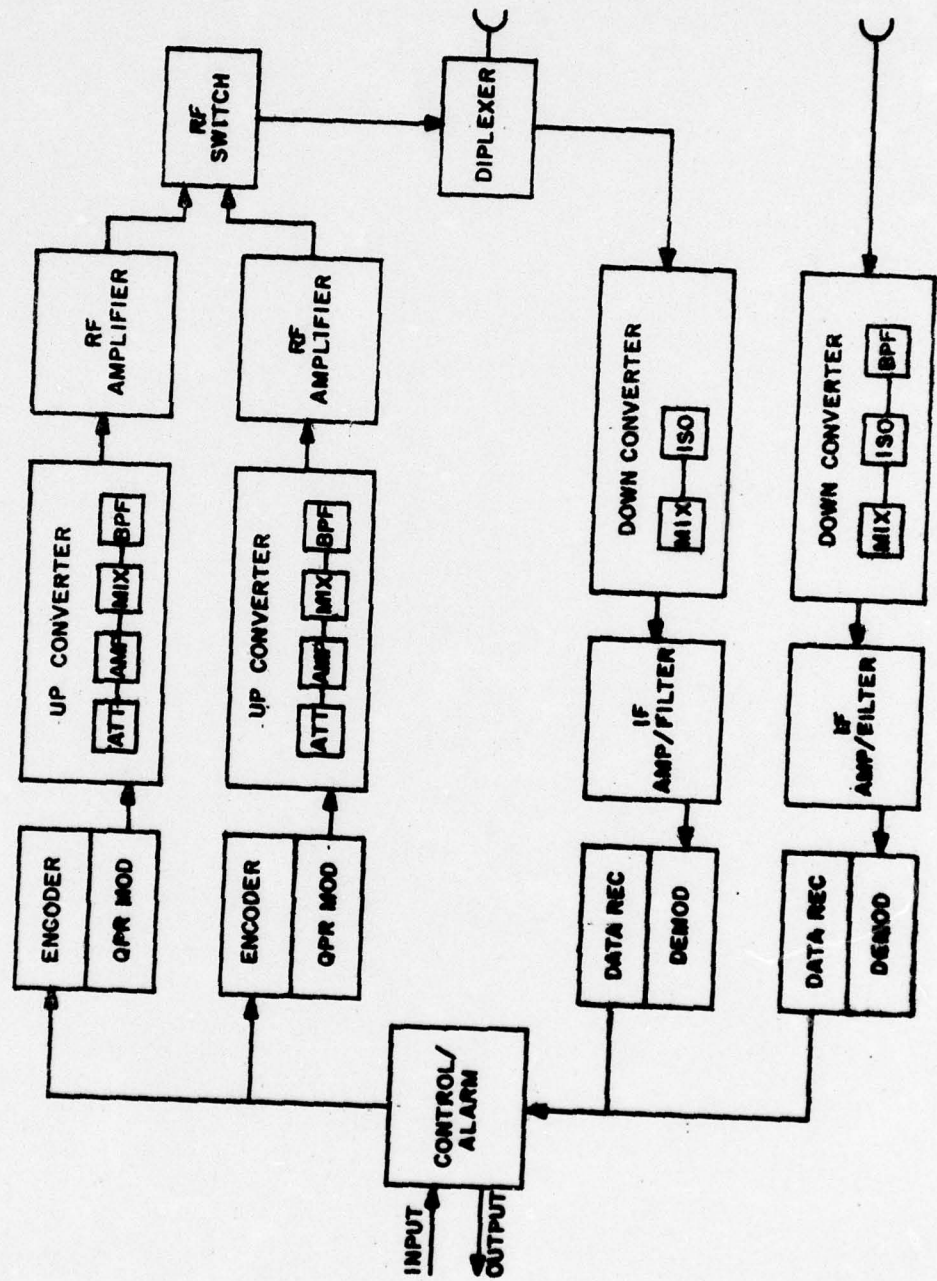 ENCODER
QPR MOD
UP CONVERTER
ATT
AMP
MIX
BPF
RF
AMPLIFIER
RF
SWITCH
ENCODER
QPR MOD
UP CONVERTER
ATT
AMP
MIX
BPF
RF
AMPLIFIER
CONTROL/
ALARM
INPUT
OUTPUT
DIPLEXER
DATA REC
DEMOD
IF
AMP/FILTER
DOWN CONVERTER
MIX
ISO
DATA REC
DEMOD
IF
AMP/FILTER
DOWN CONVERTER
MIX
ISO
BPF